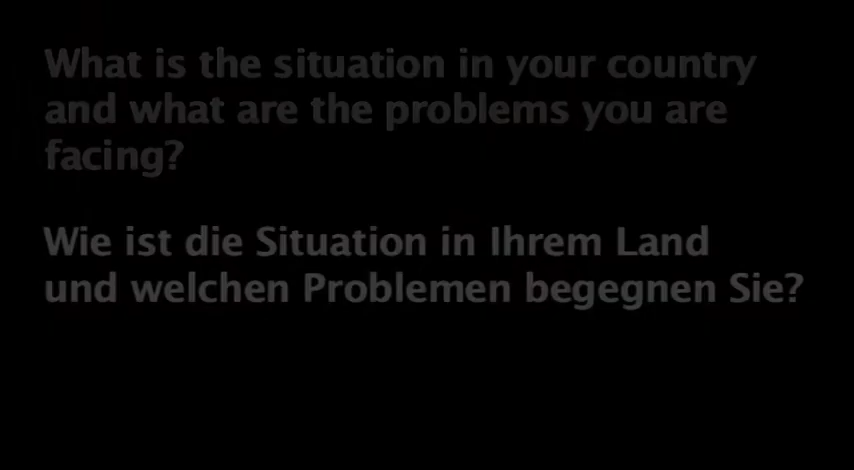 What is the situation in your country
and what are the problems you are
facing?
Wie ist die Situation in Ihrem Land
und welchen Problemen begegnen Sie?